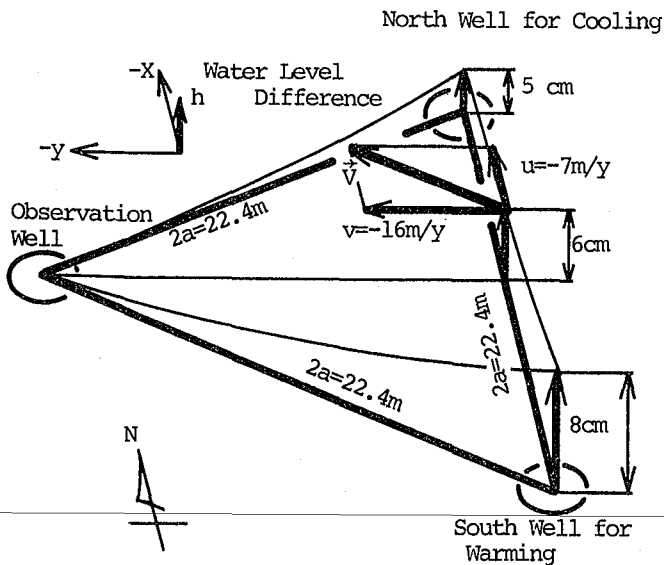 North Well for Cooling
-X
Water Level
Difference
5 cm
h
-y
u=-7m/y
V
Observation
Well
2a=22.4m
v=-16m/y
6cm
2a=22.4m
2a=22.4m
8cm
N
South Well for
Warming